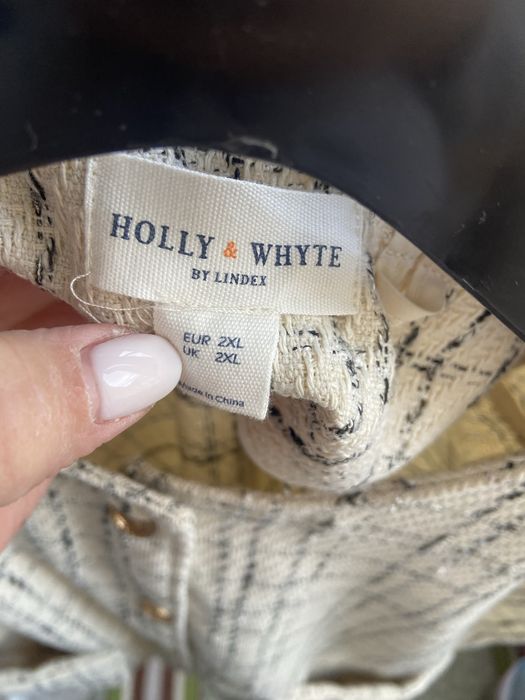 HOLLY & WHYTE
BY LINDEX
EUR 2XL
UK 2XL
Made in China